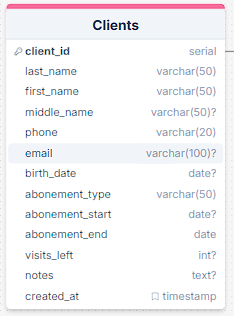 Clients
client_id serial
last_name varchar(50)
first_name varchar(50)
middle_name varchar(50)?
phone varchar(20)
email varchar(100)?
birth_date date?
abonement_type varchar(50)
abonement_start date?
abonement_end date
visits_left int?
notes text?
created_at timestamp